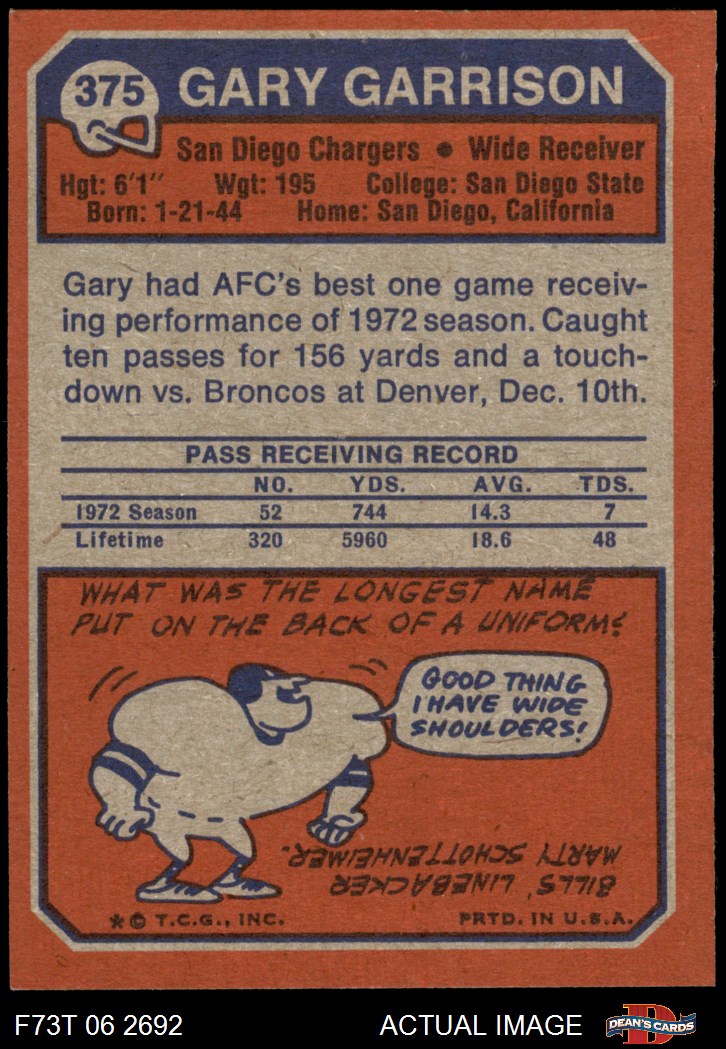 375 GARY GARRISON
San Diego Chargers • Wide Receiver
Hgt: 6'1" Wgt: 195 College: San Diego State
Born: 1-21-44 Home: San Diego, California
Gary had AFC's best one game receiv-
ing performance of 1972 season. Caught
ten passes for 156 yards and a touch-
down vs. Broncos at Denver, Dec. 10th.
PASS RECEIVING RECORD
NO. YDS. AVG. TDS.
1972 Season 52 744 14.3 7
Lifetime 320 5960 18.6 48
WHAT WAS THE LONGEST NAME
PUT ON THE BACK OF A UNIFORM?
GOOD THING
I HAVE WIDE
SHOULDERS!
BILLS' LINEBACKER
MARTY SCHOTTENHEIMER.
* © T.C.G., INC. PRTD. IN U.S.A.
F73T 06 2692 ACTUAL IMAGE
D
DEAN'S CARDS